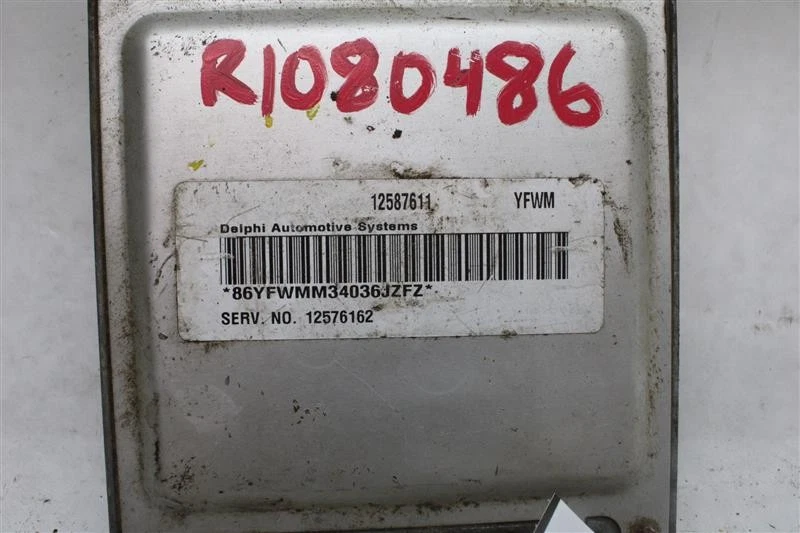 R1080486
12587611 YFWM
Delphi Automotive Systems
*86YFWMM34036JZFZ*
SERV. NO. 12576162